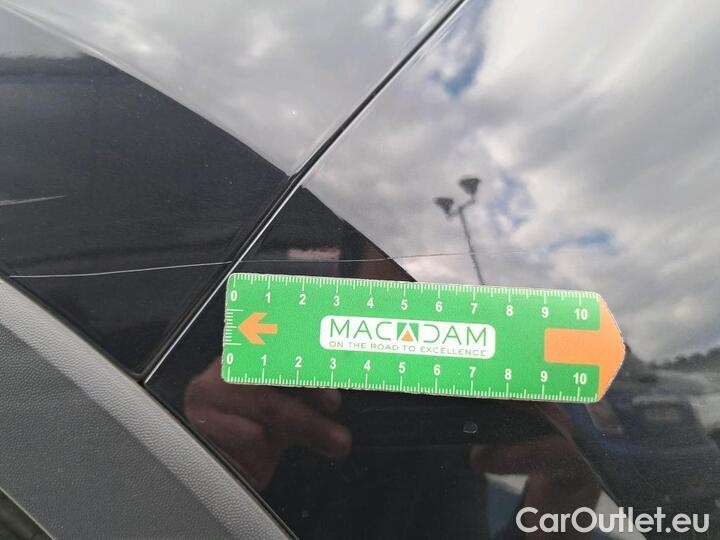 0 1 2 3 4 5 6 7 8 9 10
MACADAM
ON THE ROAD TO EXCELLENCE
0 1 2 3 4 5 6 7 8 9 10
CarOutlet.eu